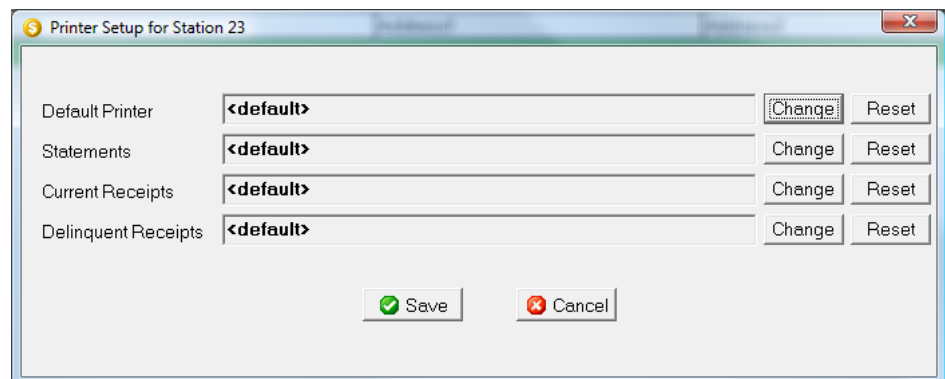 Printer Setup for Station 23
Default Printer <default> Change Reset
Statements <default> Change Reset
Current Receipts <default> Change Reset
Delinquent Receipts <default> Change Reset
Save Cancel